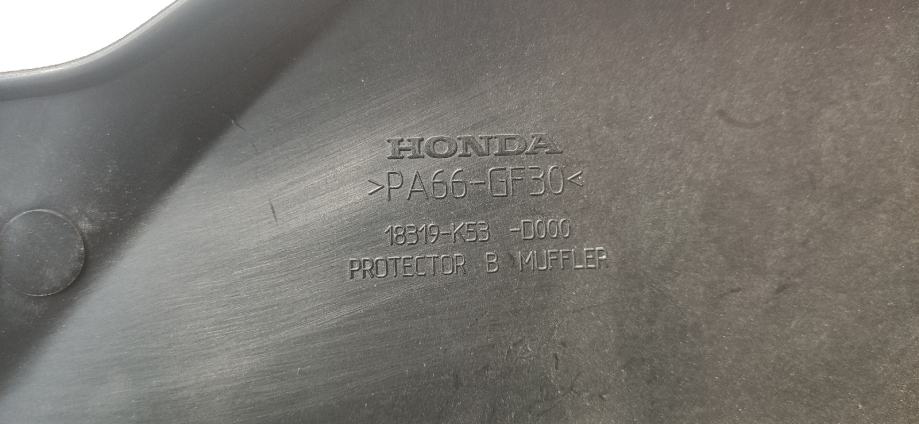 HONDA
>PA66-GF30<
18319-K53 -D000
PROTECTOR B MUFFLER